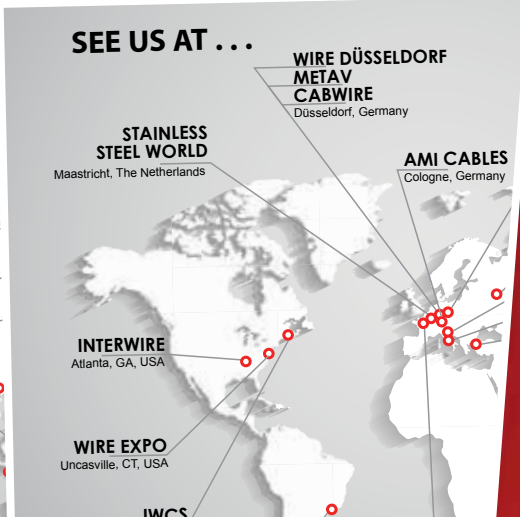 SEE US AT . . .
WIRE DÜSSELDORF
METAV
CABWIRE
Düsseldorf, Germany
STAINLESS
STEEL WORLD
Maastricht, The Netherlands
AMI CABLES
Cologne, Germany
INTERWIRE
Atlanta, GA, USA
WIRE EXPO
Uncasville, CT, USA
IWCS